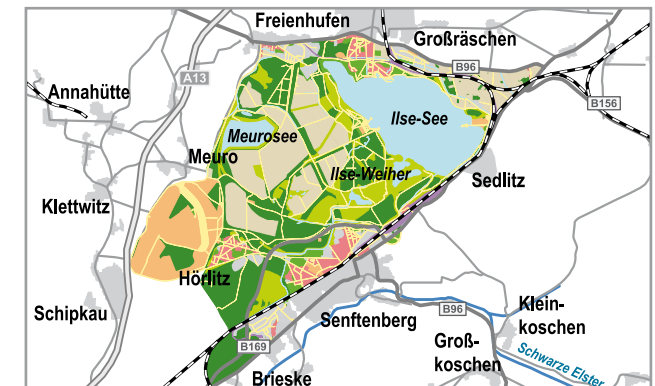 Freienhufen
Großräschen
A13
B96
Annahütte
B156
Ilse-See
Meurosee
Meuro
Ilse-Weiher
Sedlitz
Klettwitz
Hörlitz
Schipkau
Senftenberg
B96
Klein-
koschen
Groß-
koschen
B169
Schwarze Elster
Brieske